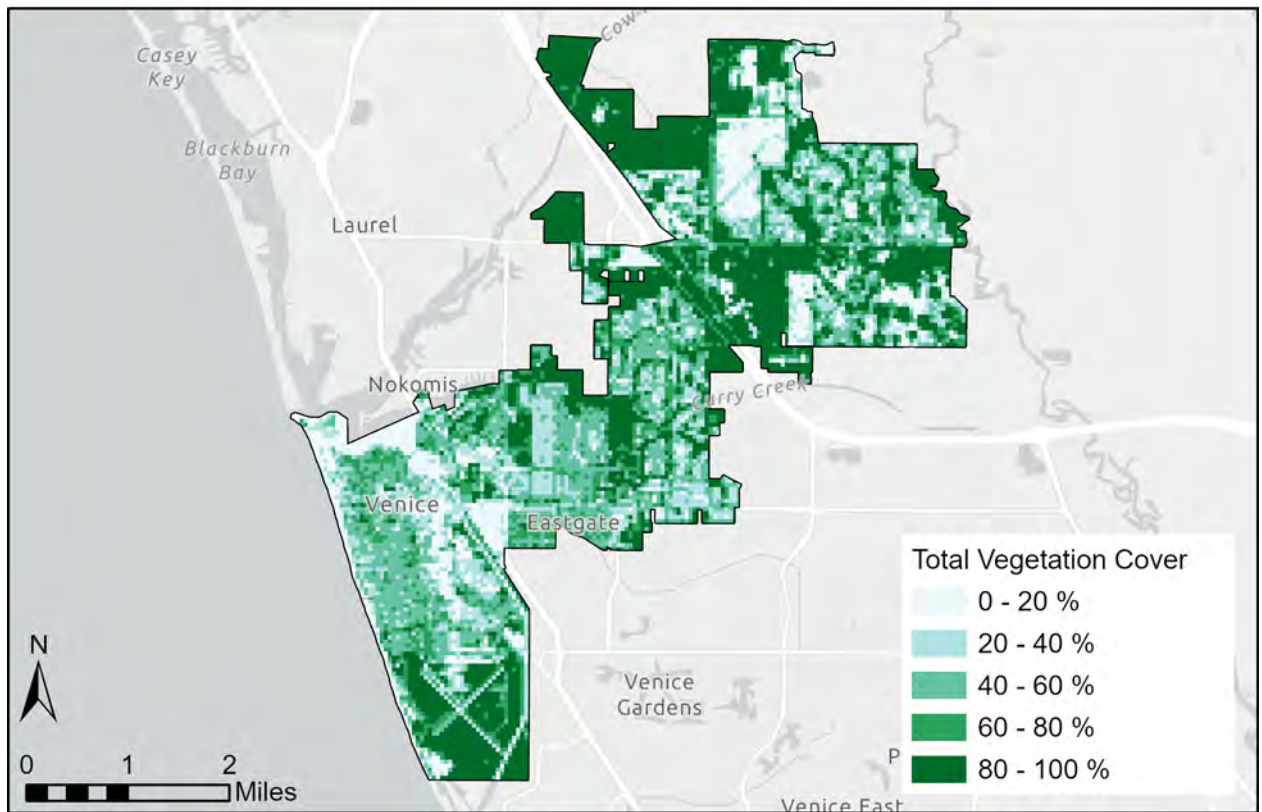 Casey
Key
Cow
Blackburn
Bay
Laurel
Nokomis
Curry Creek
Venice
Eastgate
Venice
Gardens
P
Venice East
N
0 1 2
Miles
Total Vegetation Cover
0 - 20 %
20 - 40 %
40 - 60 %
60 - 80 %
80 - 100 %